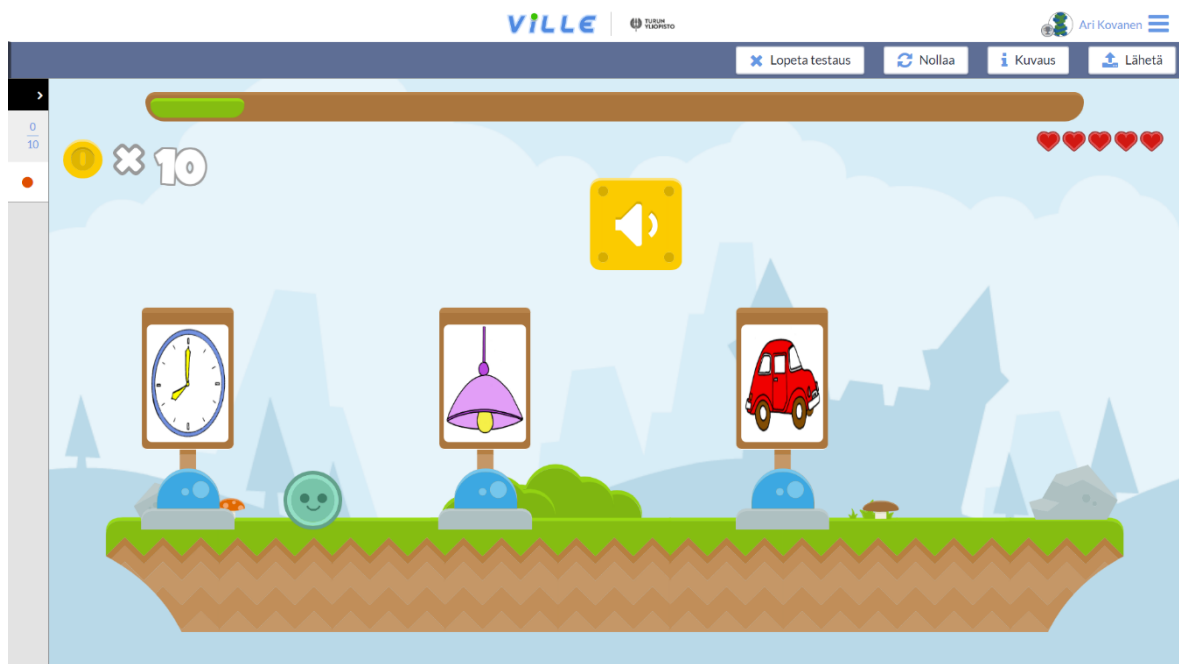 ViLLE
TURUN
YLIOPISTO
Ari Kovanen
Lopeta testaus
Nollaa
Kuvaus
Lähetä
0
10
10